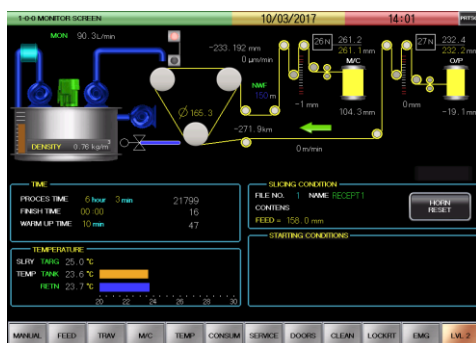 1-0-0 MONITOR SCREEN 10/03/2017 14:01 PRTSC
MON 90.3L/min
-233.192 mm
0 µm/min
26N 261.2
261.1 mm
M/C
27N 232.4
232.2 mm
O/P
NWF
150 m
Ø 165.3
-1 mm
104.3 mm
0 mm
-19.1 mm
-271.9km
0 m/min
DENSITY 0.76 kg/m³
TIME
PROCES TIME 6 hour 3 min 21799
FINISH TIME 00:00 16
WARM UP TIME 10 min 47
SLICING CONDITION
FILE NO. 1 NAME RECEPT1
CONTENS
FEED = 158.0 mm
HORN
RESET
STARTING CONDITIONS
TEMPERATURE
SLRY TARG 25.0 °C
TEMP TANK 23.6 °C
RETN 23.7 °C
20 22 24 26 28 30
MANUAL FEED TRAV M/C TEMP CONSUM SERVICE DOORS CLEAN LOCKRT EMG LVL 2